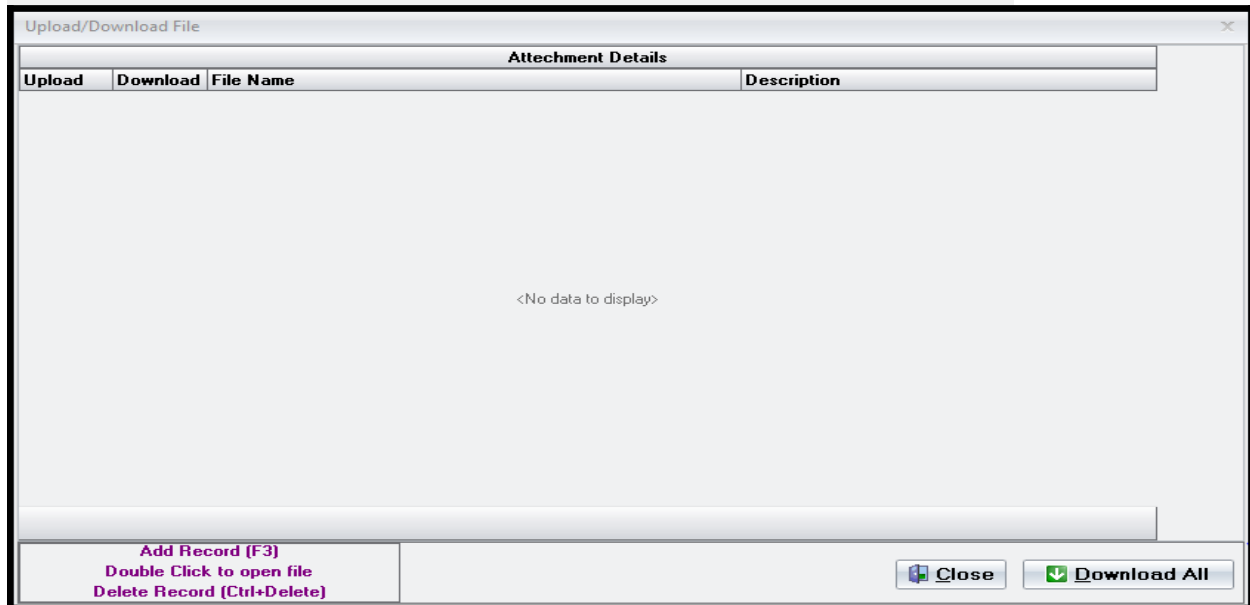 Upload/Download File
Attechment Details
Upload Download File Name Description
<No data to display>
Add Record (F3)
Double Click to open file
Delete Record (Ctrl+Delete)
Close Download All